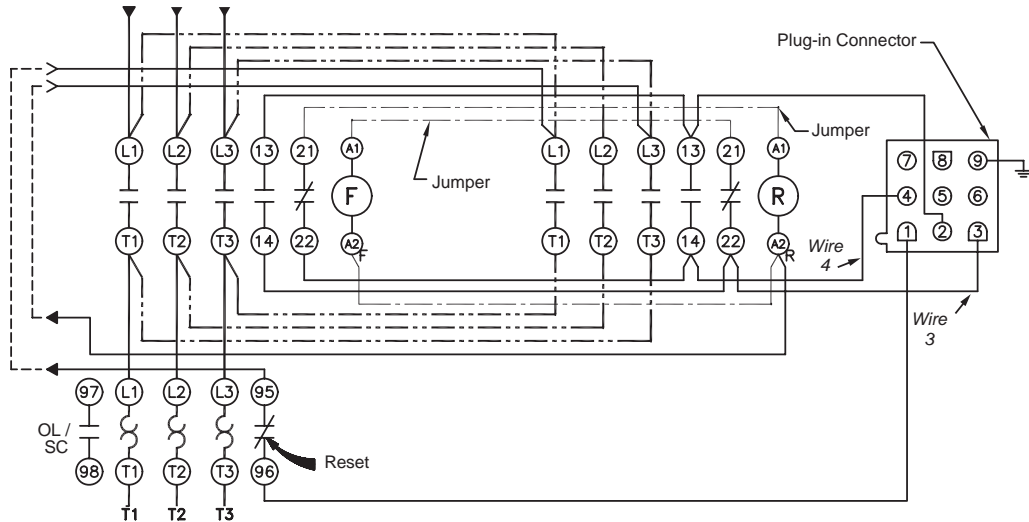 Plug-in Connector
Jumper
Jumper
L1 L2 L3 13 21 A1 L1 L2 L3 13 21 A1
7 8 9
F R
4 5 6
T1 T2 T3 14 22 A2 F T1 T2 T3 14 22 A2 R
1 2 3
Wire
4
Wire
3
97 L1 L2 L3 95
OL /
SC
98 T1 T2 T3 96
Reset
T1 T2 T3